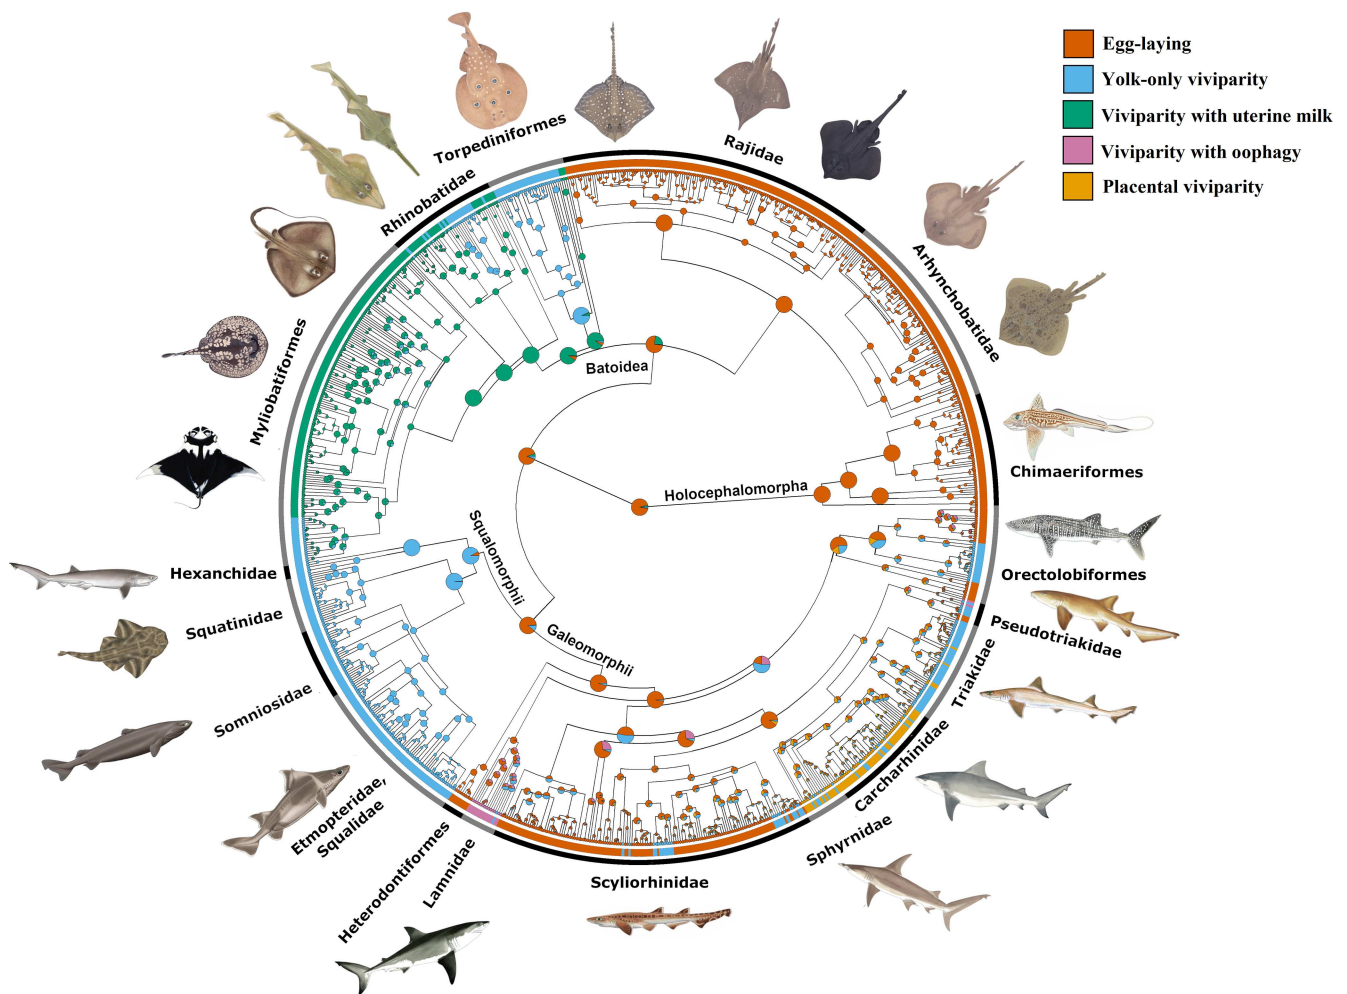 Egg-laying
Yolk-only viviparity
Viviparity with uterine milk
Viviparity with oophagy
Placental viviparity
Torpediniformes
Rajidae
Rhinobatidae
Arhynchobatidae
Myliobatiformes
Batoidea
Chimaeriformes
Holocephalomorpha
Squalomorphii
Hexanchidae
Orectolobiformes
Squatinidae
Galeomorphii
Pseudotriakidae
Triakidae
Somniosidae
Carcharhinidae
Etmopteridae,
Squalidae
Sphyrnidae
Heterodontiformes
Lamnidae
Scyliorhinidae